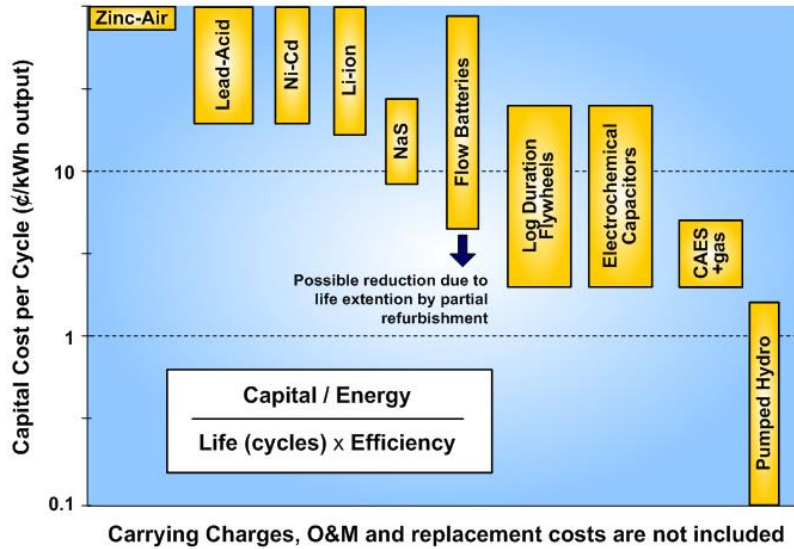 Capital Cost per Cycle (¢/kWh output)
10
1
0.1
Zinc-Air
Lead-Acid
Ni-Cd
Li-ion
NaS
Flow Batteries
Log Duration
Flywheels
Electrochemical
Capacitors
CAES
+gas
Pumped Hydro
Possible reduction due to
life extention by partial
refurbishment
Capital / Energy
Life (cycles) x Efficiency
Carrying Charges, O&M and replacement costs are not included